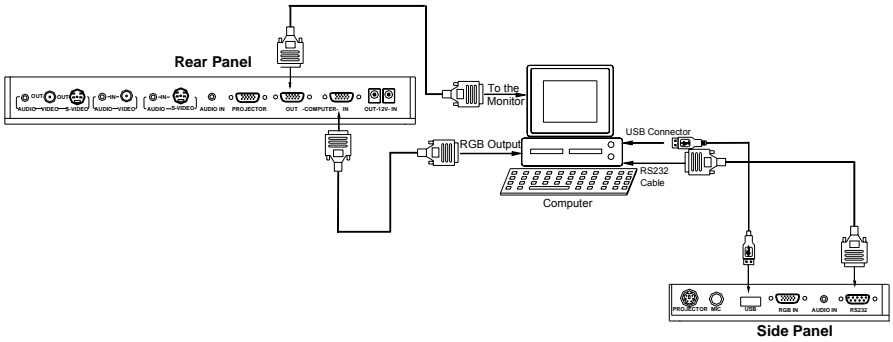 Rear Panel
OUT OUT IN IN
AUDIO VIDEO S-VIDEO AUDIO VIDEO AUDIO S-VIDEO AUDIO IN PROJECTOR OUT -COMPUTER- IN OUT-12V- IN
To the
Monitor
RGB Output
USB Connector
RS232
Cable
Computer
PROJECTOR MIC USB RGB IN AUDIO IN RS232
Side Panel